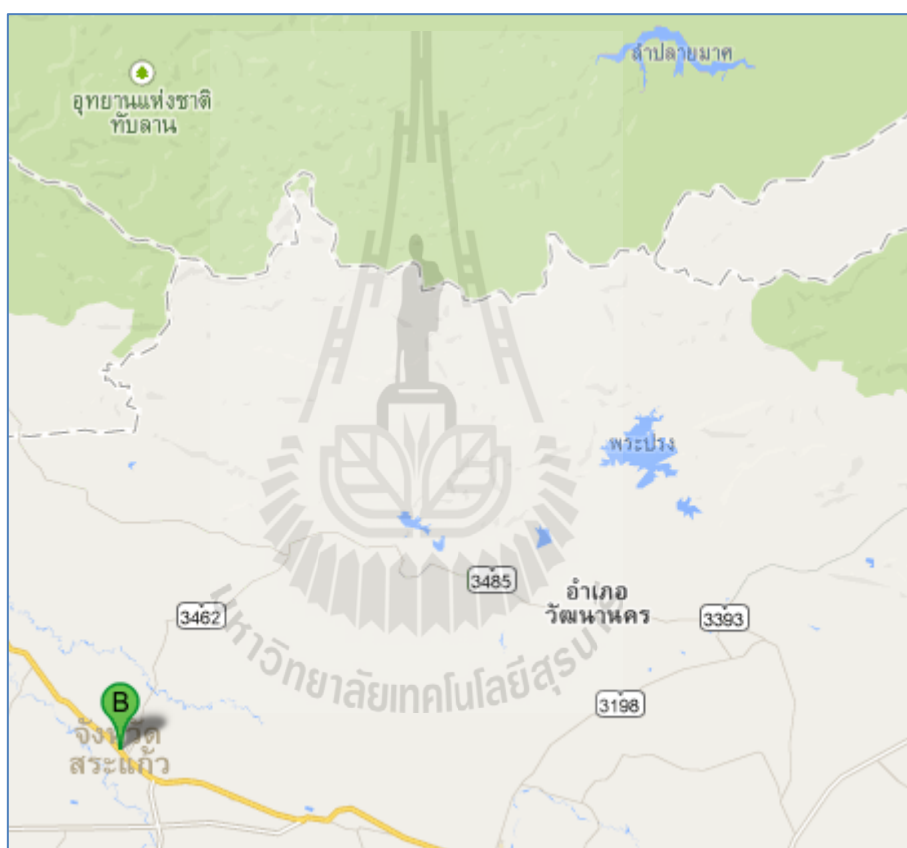 ลำปลายมาศ
อุทยานแห่งชาติ
ทับลาน
พระปรง
3485
อำเภอ
วัฒนานคร
3462
3393
มหาวิทยาลัยเทคโนโลยีสุรนารี
3198
B
จังหวัด
สระแก้ว